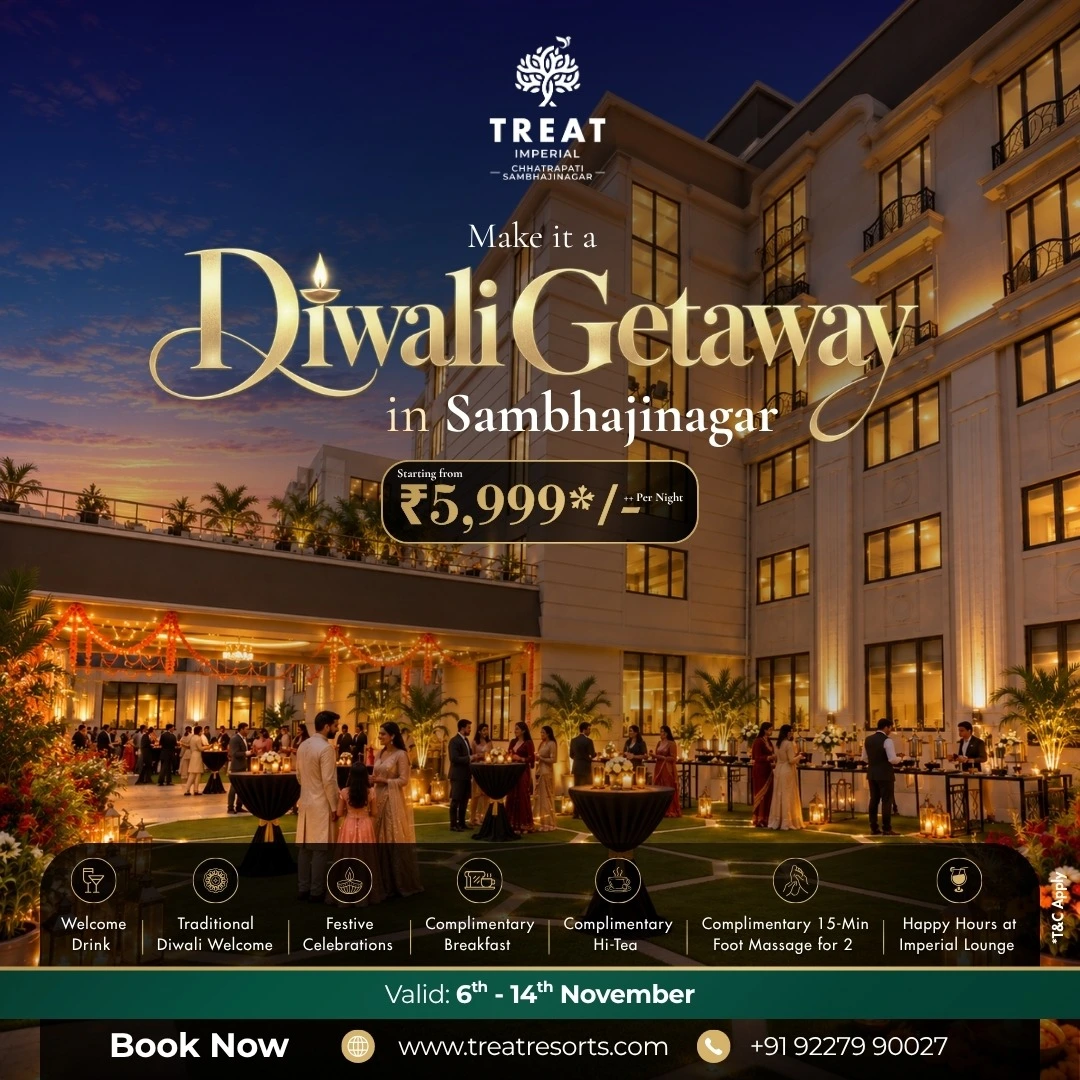 TREAT
IMPERIAL
CHHATRAPATI
SAMBHAJINAGAR
Make it a
Diwali Getaway
in Sambhajinagar
Starting from
₹5,999*/- ++ Per Night
Welcome
Drink
Traditional
Diwali Welcome
Festive
Celebrations
Complimentary
Breakfast
Complimentary
Hi-Tea
Complimentary 15-Min
Foot Massage for 2
Happy Hours at
Imperial Lounge
*T&C Apply
Valid: 6th - 14th November
Book Now www.treatresorts.com +91 92279 90027